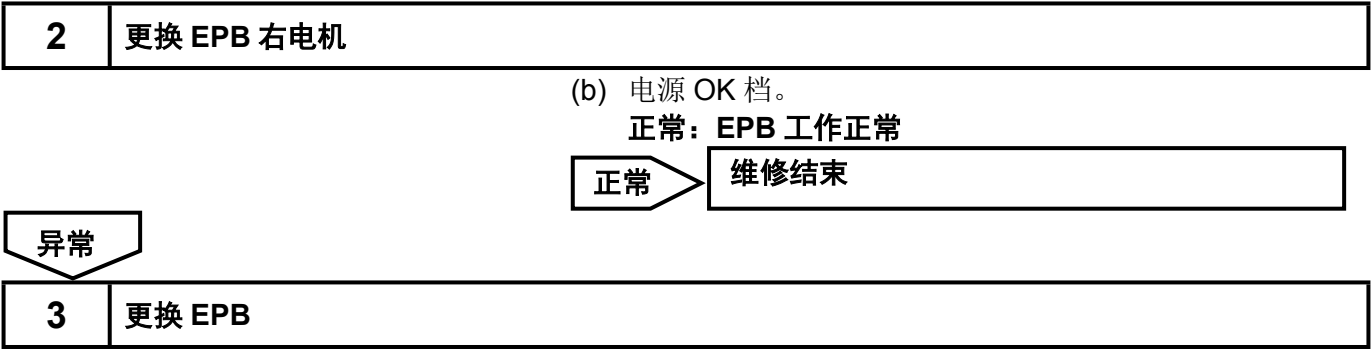 2 更换 EPB 右电机
(b) 电源 OK 档。
正常：EPB 工作正常
正常 维修结束
异常
3 更换 EPB